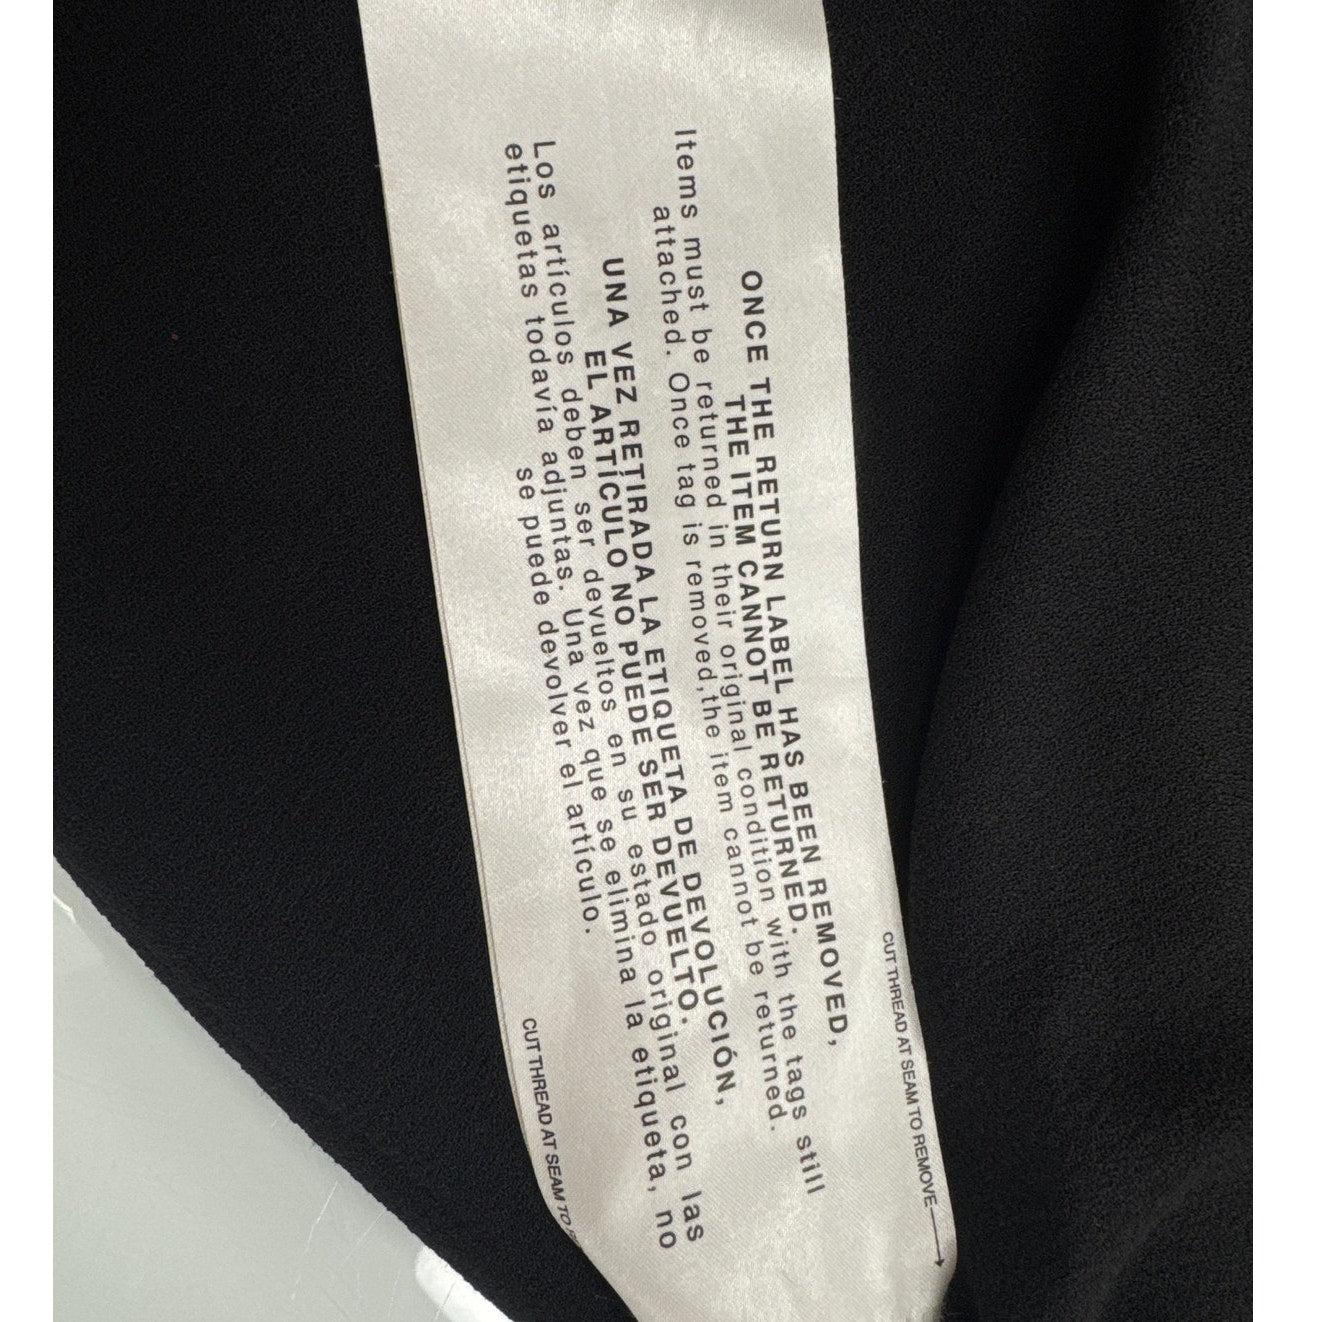 CUT THREAD AT SEAM TO REMOVE
ONCE THE RETURN LABEL HAS BEEN REMOVED,
THE ITEM CANNOT BE RETURNED.
Items must be returned in their original condition with the tags still
attached. Once tag is removed,the item cannot be returned.
UNA VEZ RETIRADA LA ETIQUETA DE DEVOLUCIÓN,
EL ARTÍCULO NO PUEDE SER DEVUELTO.
Los artículos deben ser devueltos en su estado original con las
etiquetas todavía adjuntas. Una vez que se elimina la etiqueta, no
se puede devolver el artículo.
CUT THREAD AT SEAM TO